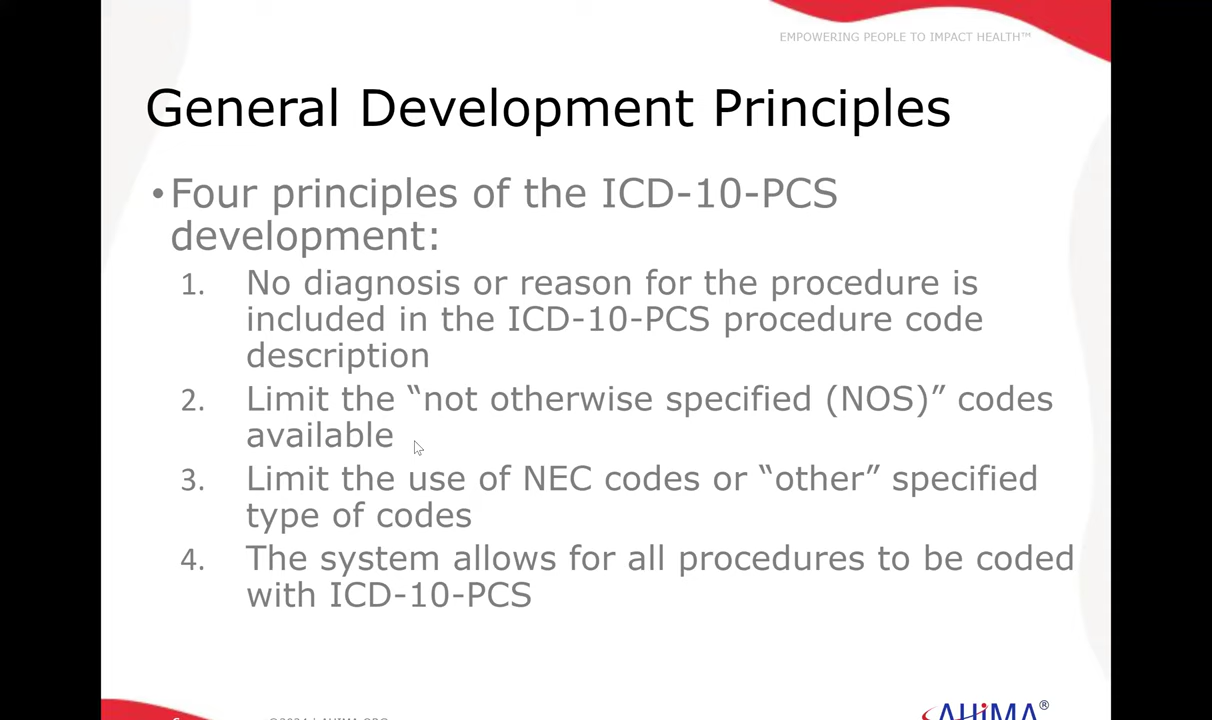 EMPOWERING PEOPLE TO IMPACT HEALTH™
General Development Principles
•Four principles of the ICD-10-PCS
development:
1. No diagnosis or reason for the procedure is
included in the ICD-10-PCS procedure code
description
2. Limit the “not otherwise specified (NOS)” codes
available
3. Limit the use of NEC codes or “other” specified
type of codes
4. The system allows for all procedures to be coded
with ICD-10-PCS
AHIMA®